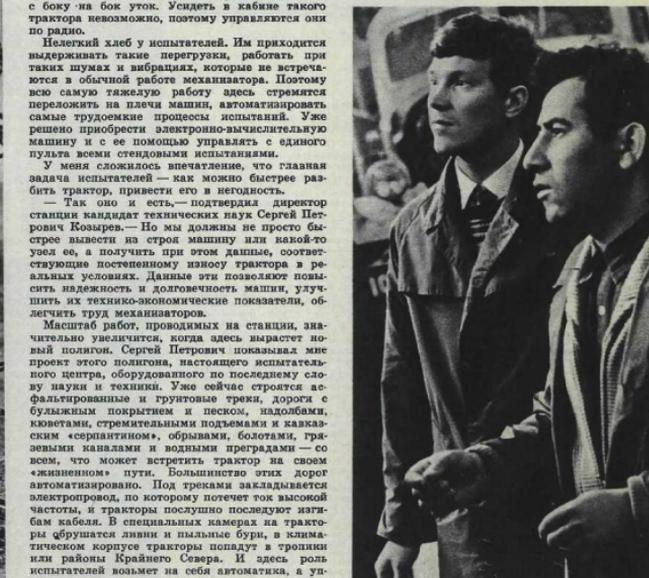 с боку на бок уток. Усидеть в кабине такого
трактора невозможно, поэтому управляются они
по радио.
Нелегкий хлеб у испытателей. Им приходится
выдерживать такие перегрузки, работать при
таких шумах и вибрациях, которые не встреча-
ются в обычной работе механизатора. Поэтому
всю самую тяжелую работу здесь стремятся
переложить на плечи машин, автоматизировать
самые трудоемкие процессы испытаний. Уже
решено приобрести электронно-вычислительную
машину и с ее помощью управлять с единого
пульта всеми стендовыми испытаниями.
У меня сложилось впечатление, что главная
задача испытателей — как можно быстрее раз-
бить трактор, привести его в негодность.
— Так оно и есть,— подтвердил директор
станции кандидат технических наук Сергей Пет-
рович Козырев.— Но мы должны не просто бы-
стрее вывести из строя машину или какой-то
узел ее, а получить при этом данные, соответ-
ствующие постепенному износу трактора в ре-
альных условиях. Данные эти позволяют повы-
сить надежность и долговечность машин, улуч-
шить их технико-экономические показатели, об-
легчить труд механизаторов.
Масштаб работ, проводимых на станции, зна-
чительно увеличится, когда здесь вырастет но-
вый полигон. Сергей Петрович показывал мне
проект этого полигона, настоящего испытатель-
ного центра, оборудованного по последнему сло-
ву науки и техники. Уже сейчас строятся ас-
фальтированные и грунтовые треки, дороги с
булыжным покрытием и песком, надолбами,
кюветами, стремительными подъемами и кавказ-
ским «серпантином», обрывами, болотами, гря-
зевыми каналами и водными преградами — со
всем, что может встретить трактор на своем
«жизненном» пути. Большинство этих дорог
автоматизировано. Под треками закладывается
электропровод, по которому потечет ток высокой
частоты, и тракторы послушно последуют изги-
бам кабеля. В специальных камерах на тракто-
ры обрушатся ливни и пыльные бури, в клима-
тическом корпусе тракторы попадут в тропики
или районы Крайнего Севера. И здесь роль
испытателей возьмет на себя автоматика, а уп-